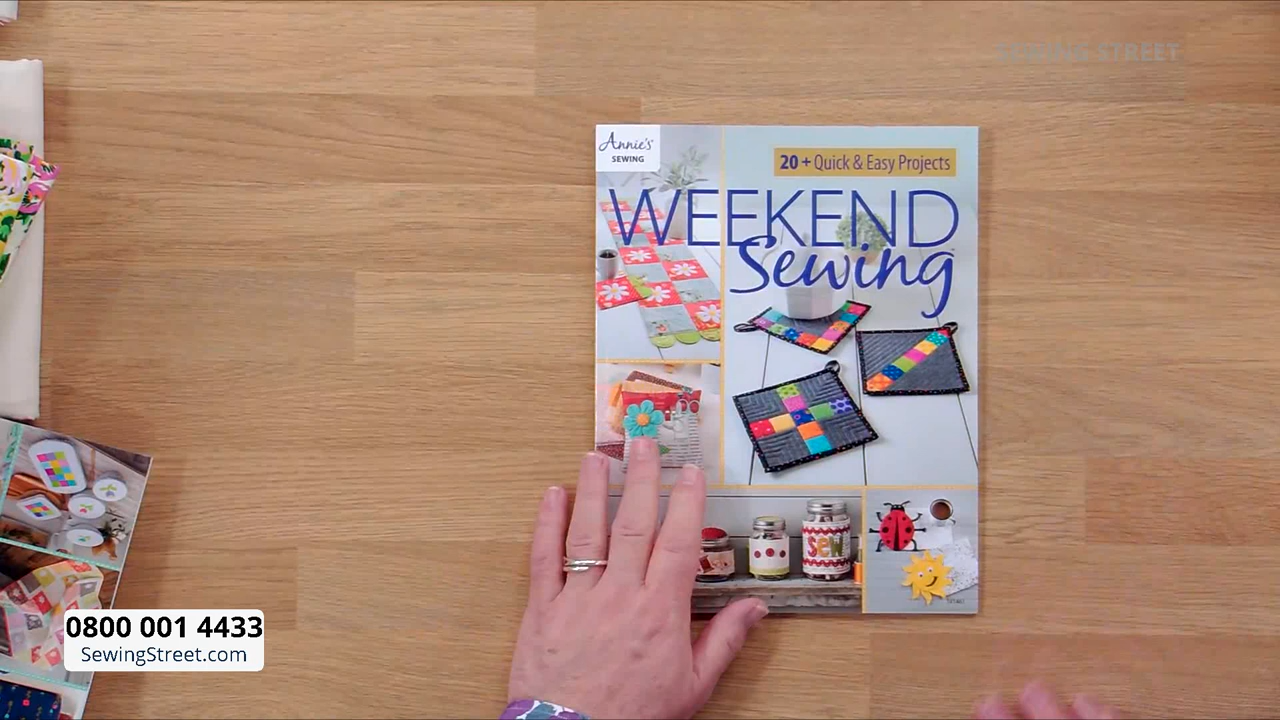 SEWING STREET
Annie's
SEWING
20 + Quick & Easy Projects
WEEKEND
Sewing
sew
0800 001 4433
SewingStreet.com